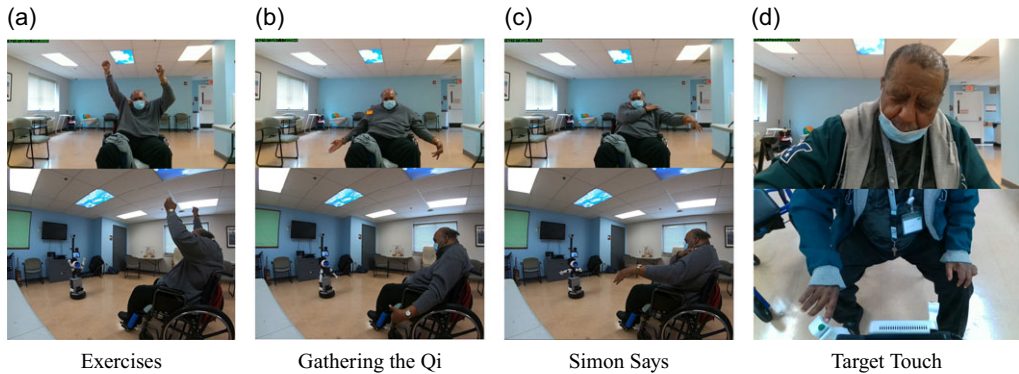 (a) (b) (c) (d)
Exercises Gathering the Qi Simon Says Target Touch